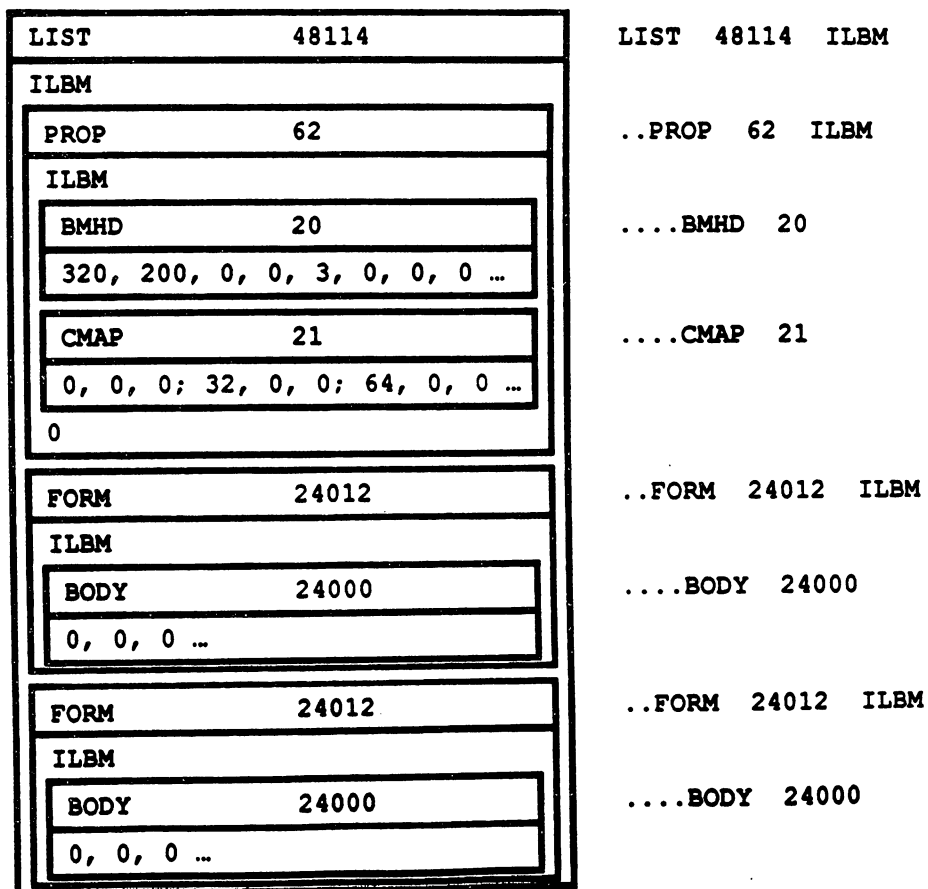 LIST 48114 LIST 48114 ILBM
ILBM
PROP 62 ..PROP 62 ILBM
ILBM
BMHD 20 ....BMHD 20
320, 200, 0, 0, 3, 0, 0, 0 …
CMAP 21 ....CMAP 21
0, 0, 0; 32, 0, 0; 64, 0, 0 …
0
FORM 24012 ..FORM 24012 ILBM
ILBM
BODY 24000 ....BODY 24000
0, 0, 0 …
FORM 24012 ..FORM 24012 ILBM
ILBM
BODY 24000 ....BODY 24000
0, 0, 0 …